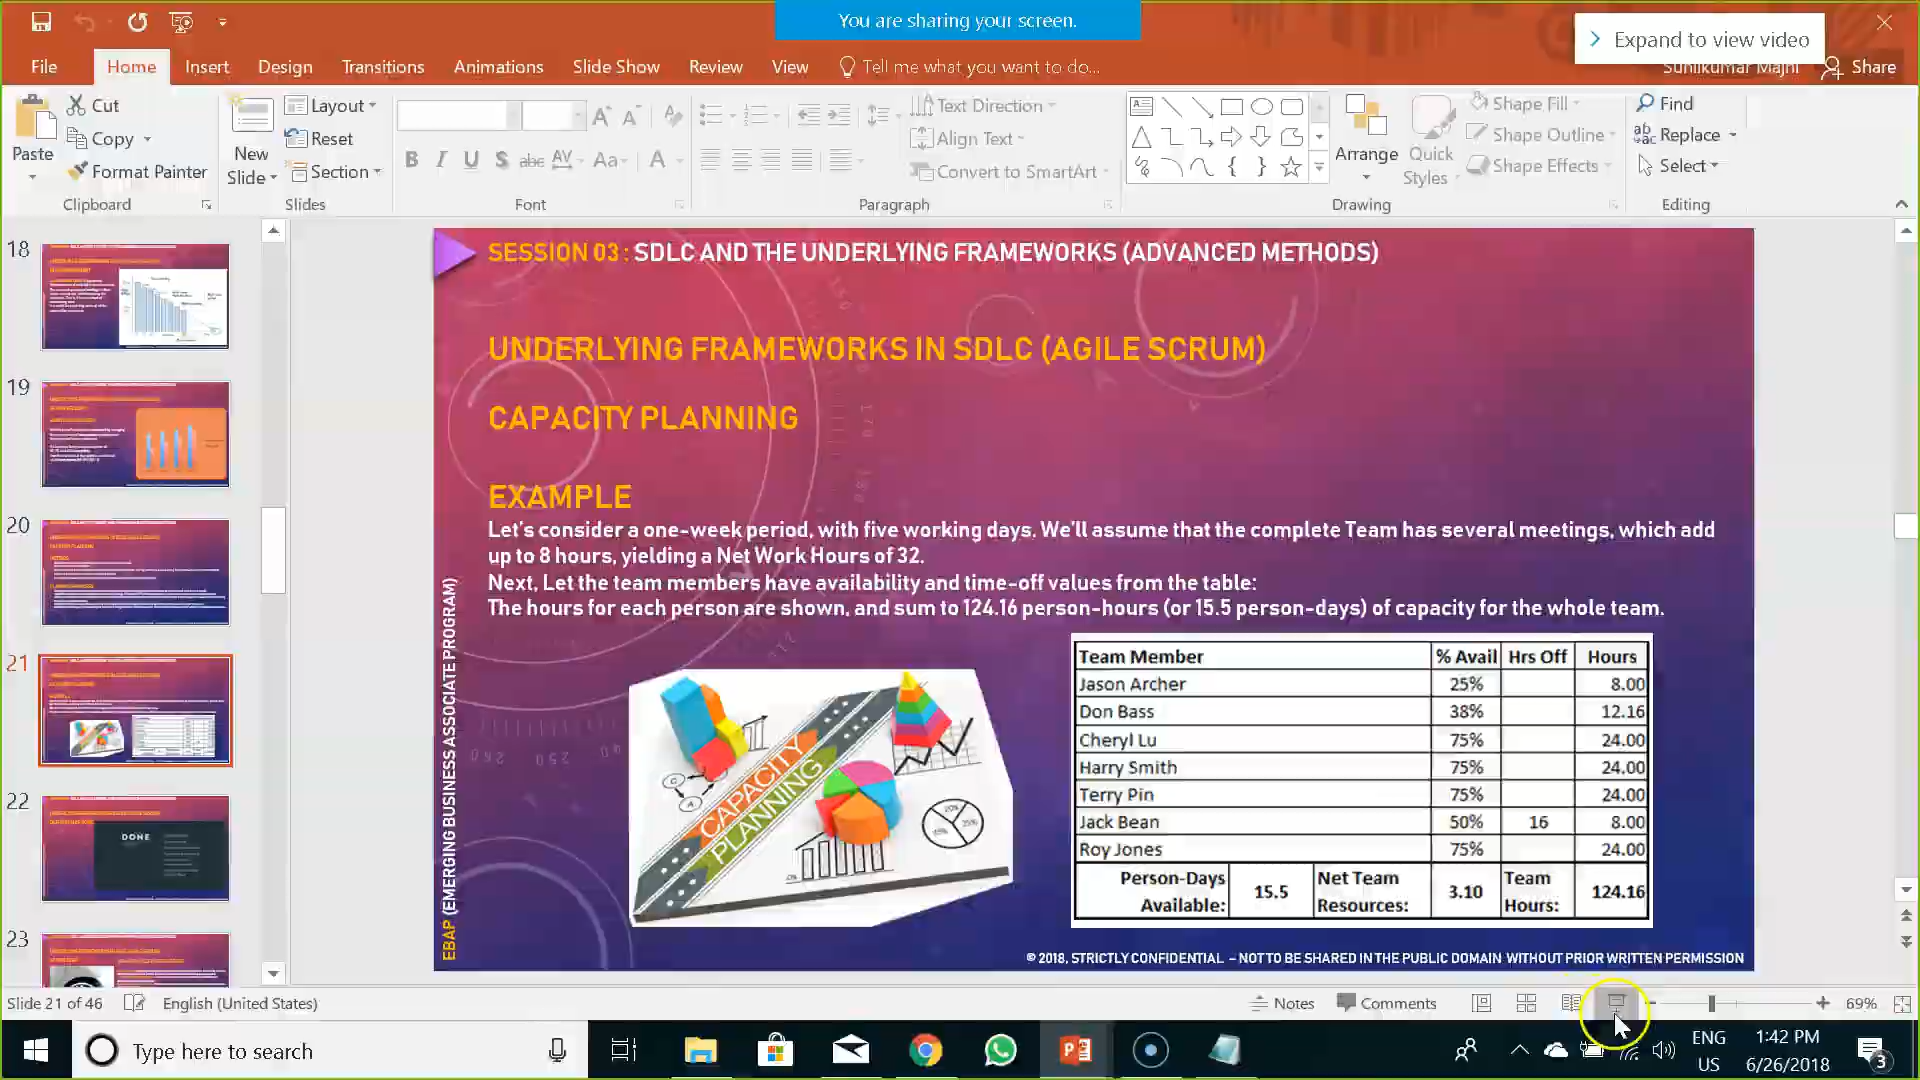 You are sharing your screen.
Expand to view video
File Home Insert Design Transitions Animations Slide Show Review View Tell me what you want to do... Sunilkumar Majhi Share
Paste
Cut
Copy
Format Painter
Clipboard
New Slide
Layout
Reset
Section
Slides
Font
Text Direction
Align Text
Convert to SmartArt
Paragraph
Arrange
Quick Styles
Shape Fill
Shape Outline
Shape Effects
Drawing
Find
Replace
Select
Editing
18
19
20
21
22
DONE
23
SESSION 03 : SDLC AND THE UNDERLYING FRAMEWORKS (ADVANCED METHODS)
UNDERLYING FRAMEWORKS IN SDLC (AGILE SCRUM)
CAPACITY PLANNING
EXAMPLE
Let's consider a one-week period, with five working days. We'll assume that the complete Team has several meetings, which add
up to 8 hours, yielding a Net Work Hours of 32.
Next, Let the team members have availability and time-off values from the table:
The hours for each person are shown, and sum to 124.16 person-hours (or 15.5 person-days) of capacity for the whole team.
EBAP (EMERGING BUSINESS ASSOCIATE PROGRAM)
CAPACITY
PLANNING
Team Member % Avail Hrs Off Hours
Jason Archer 25% 8.00
Don Bass 38% 12.16
Cheryl Lu 75% 24.00
Harry Smith 75% 24.00
Terry Pin 75% 24.00
Jack Bean 50% 16 8.00
Roy Jones 75% 24.00
Person-Days Available: 15.5 Net Team Resources: 3.10 Team Hours: 124.16
© 2018, STRICTLY CONFIDENTIAL – NOT TO BE SHARED IN THE PUBLIC DOMAIN WITHOUT PRIOR WRITTEN PERMISSION
Slide 21 of 46 English (United States) Notes Comments 69%
Type here to search
ENG
US
1:42 PM
6/26/2018
3